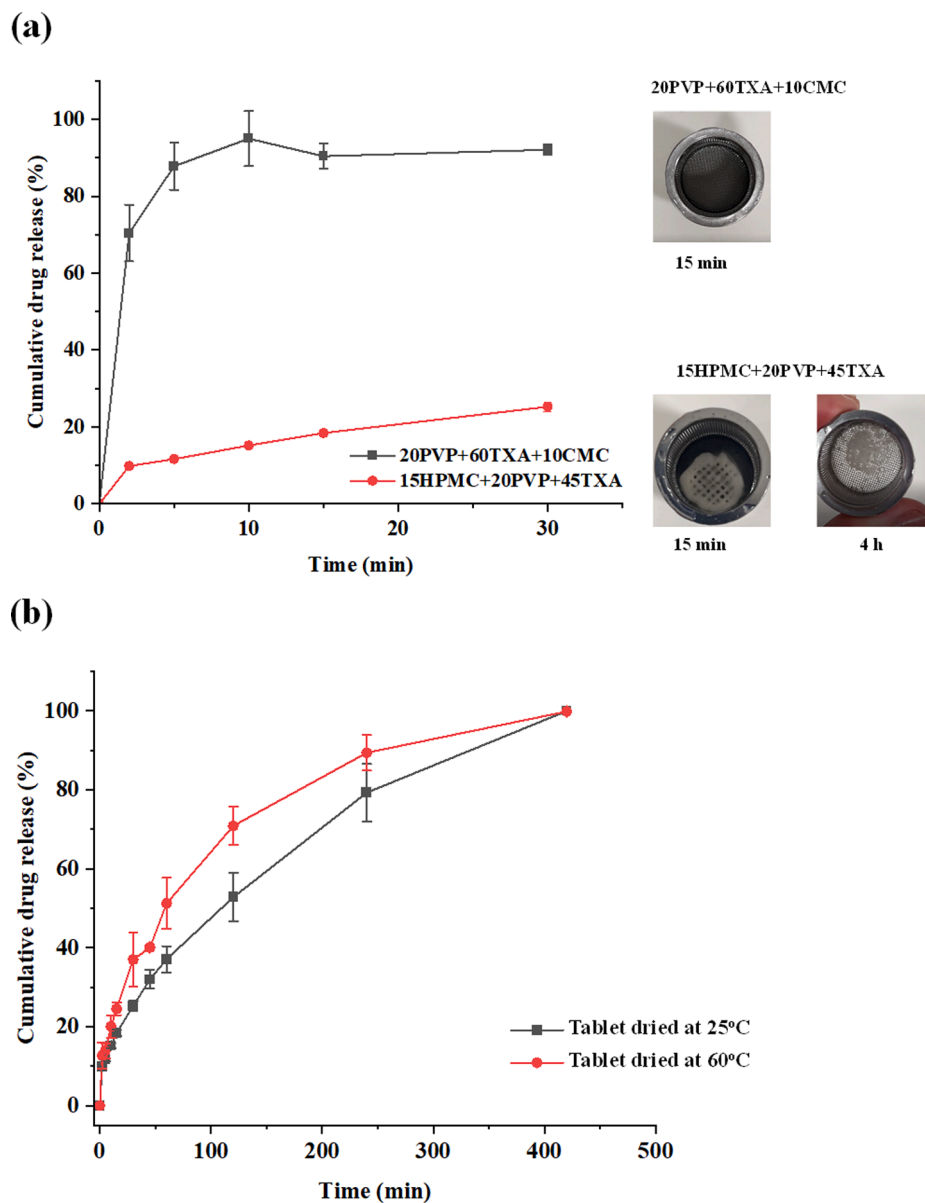 (a)
Cumulative drug release (%)
100
80
60
40
20
0
0
10
20
30
Time (min)
20PVP+60TXA+10CMC
15HPMC+20PVP+45TXA
20PVP+60TXA+10CMC
15 min
15HPMC+20PVP+45TXA
15 min
4 h
(b)
Cumulative drug release (%)
100
80
60
40
20
0
0
100
200
300
400
500
Time (min)
Tablet dried at 25°C
Tablet dried at 60°C